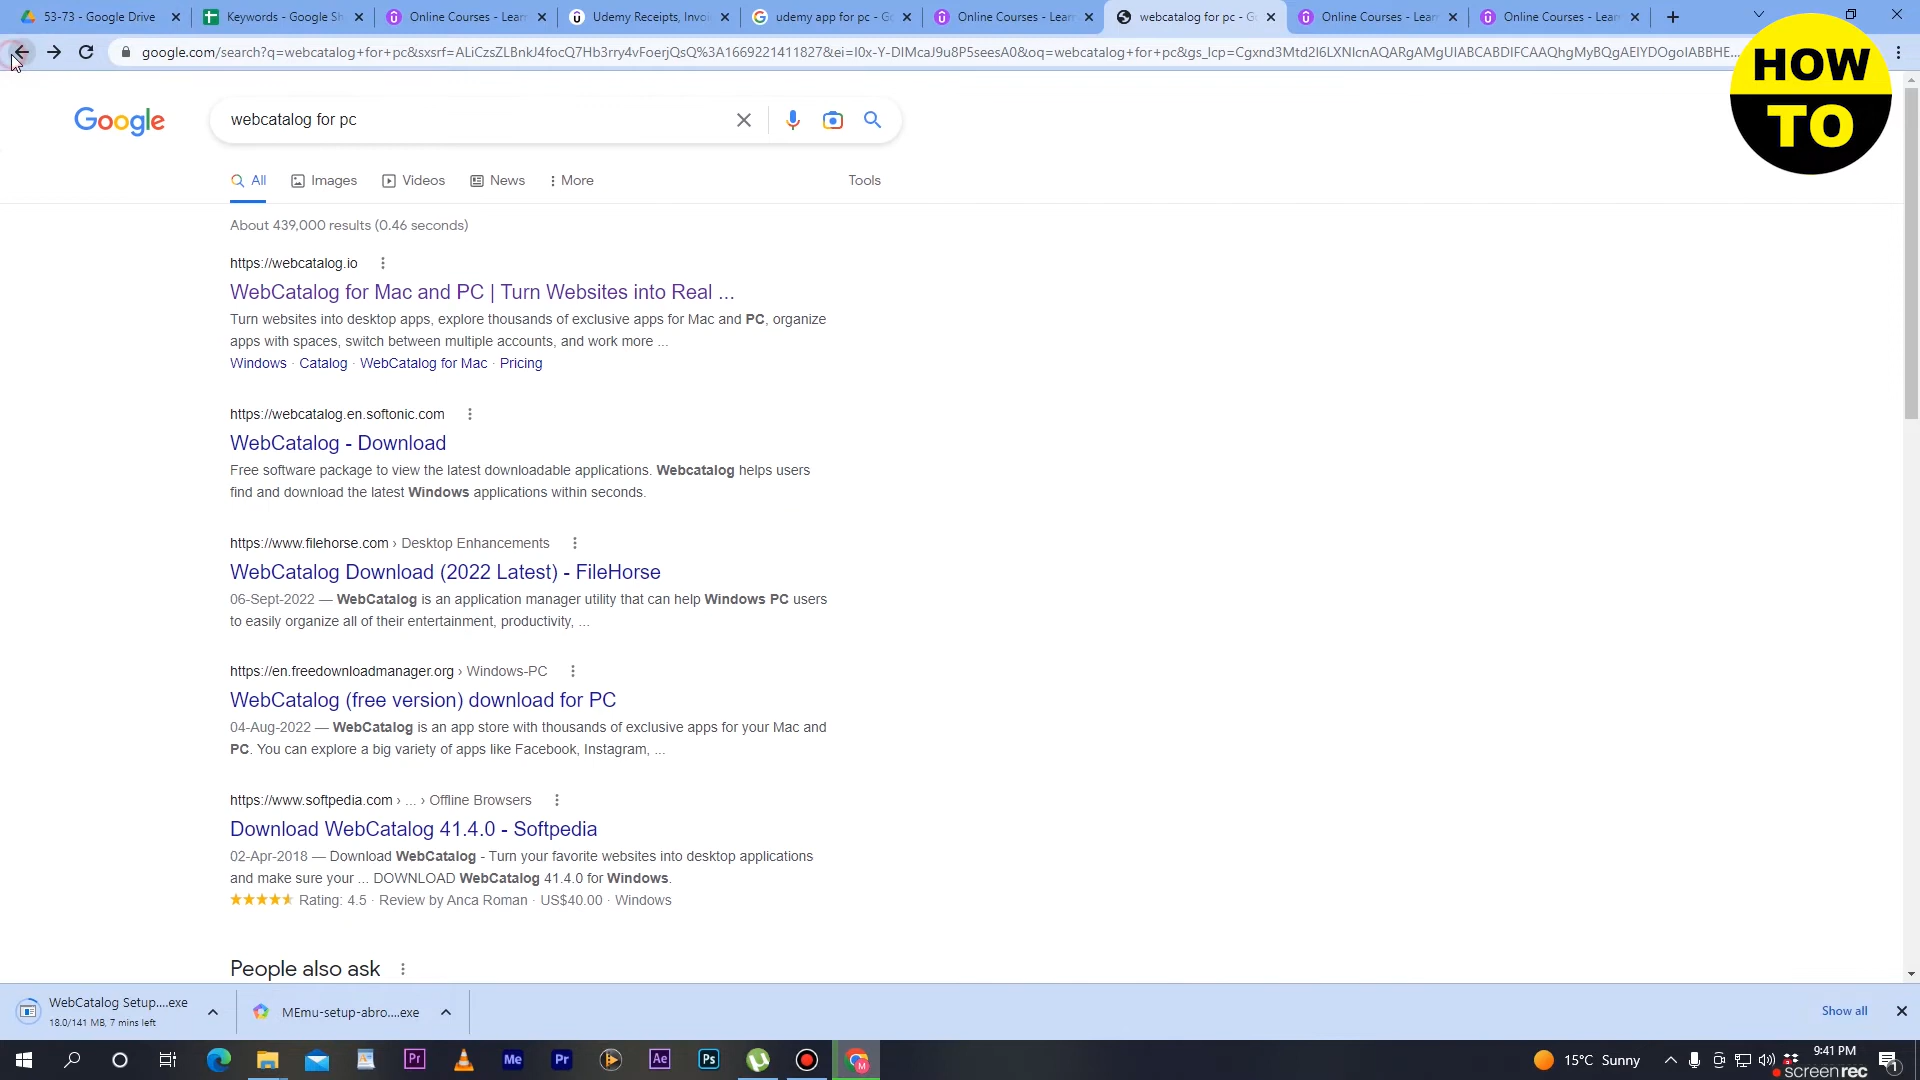 53-73 - Google Drive
Keywords - Google Sh
Online Courses - Lear
Udemy Receipts, Invoi
udemy app for pc - Go
Online Courses - Lear
webcatalog for pc - G
Online Courses - Lear
Online Courses - Lear
google.com/search?q=webcatalog+for+pc&sxsrf=ALiCzsZLBnkJ4focQ7Hb3rry4vFoerjQsQ%3A1669221411827&ei=I0x-Y-DIMcaJ9u8P5seesA0&oq=webcatalog+for+pc&gs_lcp=Cgxnd3Mtd2l6LXNlcnAQARgAMgUIABCABDIFCAAQhgMyBQgAEIYDOgoIABBHE...
HOW
TO
Google
webcatalog for pc
All
Images
Videos
News
More
Tools
About 439,000 results (0.46 seconds)
https://webcatalog.io
WebCatalog for Mac and PC | Turn Websites into Real ...
Turn websites into desktop apps, explore thousands of exclusive apps for Mac and PC, organize
apps with spaces, switch between multiple accounts, and work more ...
Windows · Catalog · WebCatalog for Mac · Pricing
https://webcatalog.en.softonic.com
WebCatalog - Download
Free software package to view the latest downloadable applications. Webcatalog helps users
find and download the latest Windows applications within seconds.
https://www.filehorse.com › Desktop Enhancements
WebCatalog Download (2022 Latest) - FileHorse
06-Sept-2022 — WebCatalog is an application manager utility that can help Windows PC users
to easily organize all of their entertainment, productivity, ...
https://en.freedownloadmanager.org › Windows-PC
WebCatalog (free version) download for PC
04-Aug-2022 — WebCatalog is an app store with thousands of exclusive apps for your Mac and
PC. You can explore a big variety of apps like Facebook, Instagram, ...
https://www.softpedia.com › ... › Offline Browsers
Download WebCatalog 41.4.0 - Softpedia
02-Apr-2018 — Download WebCatalog - Turn your favorite websites into desktop applications
and make sure your ... DOWNLOAD WebCatalog 41.4.0 for Windows.
Rating: 4.5 · Review by Anca Roman · US$40.00 · Windows
People also ask
WebCatalog Setup....exe
18.0/141 MB, 7 mins left
MEmu-setup-abro....exe
Show all
Pr
Me
Pr
Ae
Ps
15°C Sunny
9:41 PM
screenrec
1